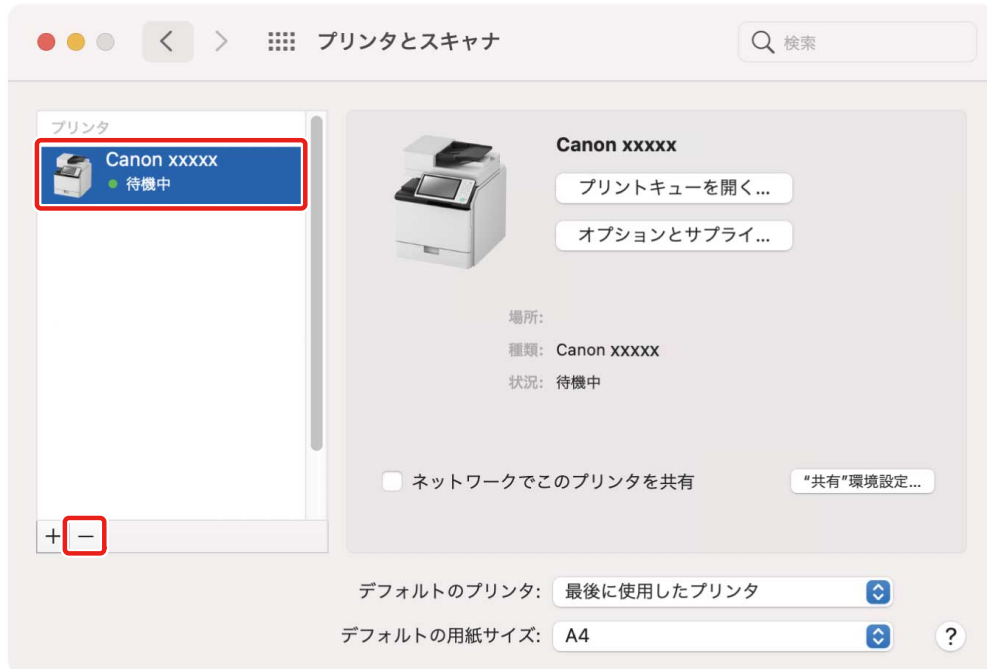 プリンタとスキャナ
検索
プリンタ
Canon xxxxx
待機中
Canon xxxxx
プリントキューを開く...
オプションとサプライ...
場所:
種類: Canon xxxxx
状況: 待機中
ネットワークでこのプリンタを共有
“共有”環境設定...
+ −
デフォルトのプリンタ: 最後に使用したプリンタ
デフォルトの用紙サイズ: A4
?